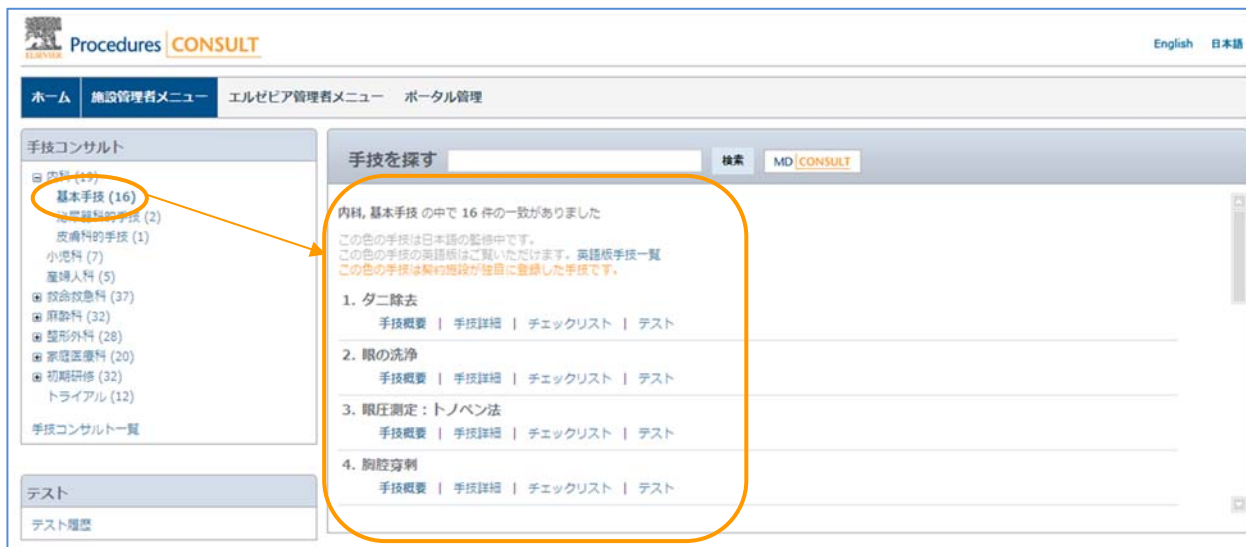 ELSEVIER
Procedures CONSULT
English 日本語
ホーム 施設管理者メニュー エルゼビア管理者メニュー ポータル管理
手技コンサルト
内科 (19)
基本手技 (16)
泌尿器科的手技 (2)
皮膚科的手技 (1)
小児科 (7)
産婦人科 (5)
救命救急科 (37)
麻酔科 (32)
整形外科 (28)
家庭医療科 (20)
初期研修 (32)
トライアル (12)
手技コンサルト一覧
テスト
テスト履歴
手技を探す 検索 MD CONSULT
内科, 基本手技 の中で 16 件の一致がありました
この色の手技は日本語の監修中です。
この色の手技の英語版はご覧いただけます。英語版手技一覧
この色の手技は契約施設が独自に登録した手技です。
1. ダニ除去
手技概要 | 手技詳細 | チェックリスト | テスト
2. 眼の洗浄
手技概要 | 手技詳細 | チェックリスト | テスト
3. 眼圧測定：トノペン法
手技概要 | 手技詳細 | チェックリスト | テスト
4. 胸腔穿刺
手技概要 | 手技詳細 | チェックリスト | テスト